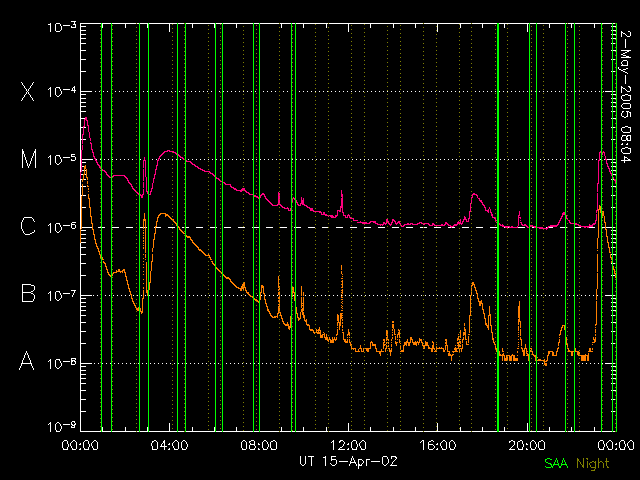 10⁻³
X
10⁻⁴
M
10⁻⁵
C
10⁻⁶
B
10⁻⁷
A
10⁻⁸
10⁻⁹
00:00 04:00 08:00 12:00 16:00 20:00 00:00
UT 15-Apr-02
SAA Night
2-May-2005 08:04